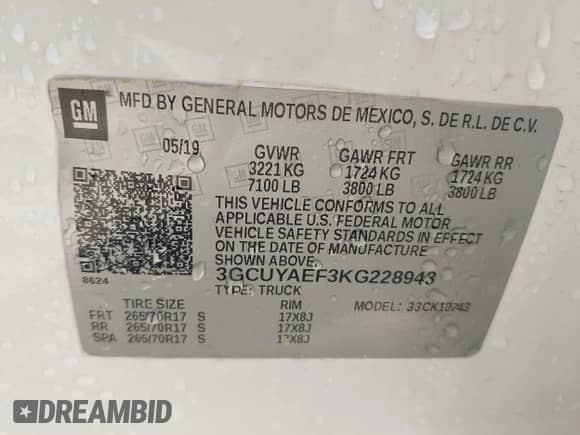 GM
MFD BY GENERAL MOTORS DE MEXICO, S. DE R.L. DE C.V.
05/19 GVWR GAWR FRT GAWR RR
3221 KG 1724 KG 1724 KG
7100 LB 3800 LB 3800 LB
THIS VEHICLE CONFORMS TO ALL
APPLICABLE U.S. FEDERAL MOTOR
VEHICLE SAFETY STANDARDS IN EFFECT
ON THE DATE OF MANUFACTURE
SHOWN ABOVE.
8624 3GCUYAEF3KG228943
TYPE: TRUCK
TIRE SIZE RIM MODEL: 33CK10743
FRT 265/70R17 S 17X8J
RR 265/70R17 S 17X8J
SPA 265/70R17 S 17X8J
DREAMBID